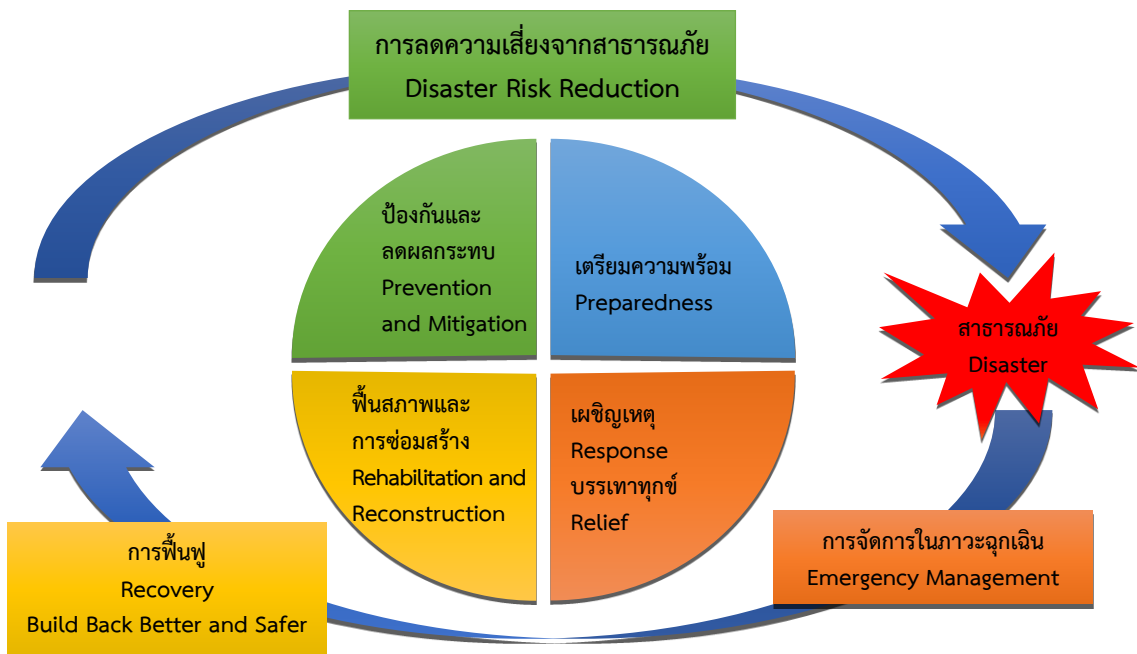 การลดความเสี่ยงจากสาธารณภัย
Disaster Risk Reduction
ป้องกันและ
ลดผลกระทบ
Prevention
and Mitigation
เตรียมความพร้อม
Preparedness
สาธารณภัย
Disaster
ฟื้นสภาพและ
การซ่อมสร้าง
Rehabilitation and
Reconstruction
เผชิญเหตุ
Response
บรรเทาทุกข์
Relief
การฟื้นฟู
Recovery
Build Back Better and Safer
การจัดการในภาวะฉุกเฉิน
Emergency Management